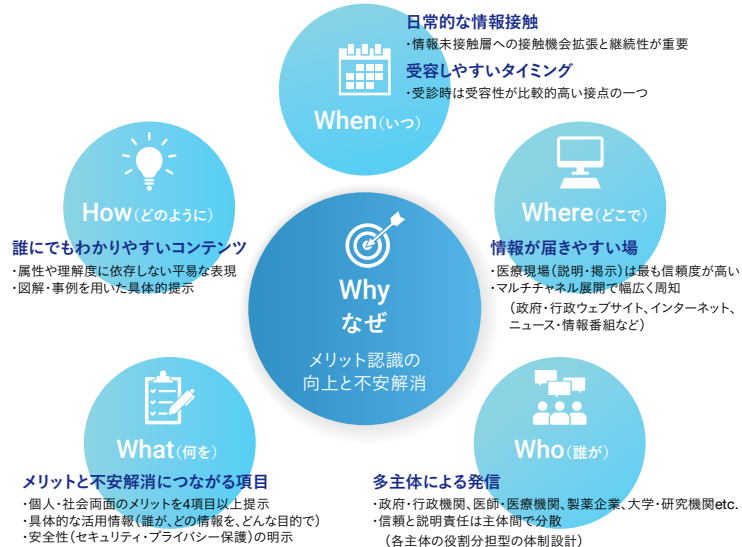 日常的な情報接触
・情報未接触層への接触機会拡張と継続性が重要
受容しやすいタイミング
・受診時は受容性が比較的高い接点の一つ
When（いつ）
How（どのように）
誰にでもわかりやすいコンテンツ
・属性や理解度に依存しない平易な表現
・図解・事例を用いた具体的提示
Where（どこで）
情報が届きやすい場
・医療現場（説明・掲示）は最も信頼度が高い
・マルチチャネル展開で幅広く周知
（政府・行政ウェブサイト、インターネット、
ニュース・情報番組など）
Why
なぜ
メリット認識の
向上と不安解消
What（何を）
メリットと不安解消につながる項目
・個人・社会両面のメリットを4項目以上提示
・具体的な活用情報（誰が、どの情報を、どんな目的で）
・安全性（セキュリティ・プライバシー保護）の明示
Who（誰が）
多主体による発信
・政府・行政機関、医師・医療機関、製薬企業、大学・研究機関etc.
・信頼と説明責任は主体間で分散
（各主体の役割分担型の体制設計）